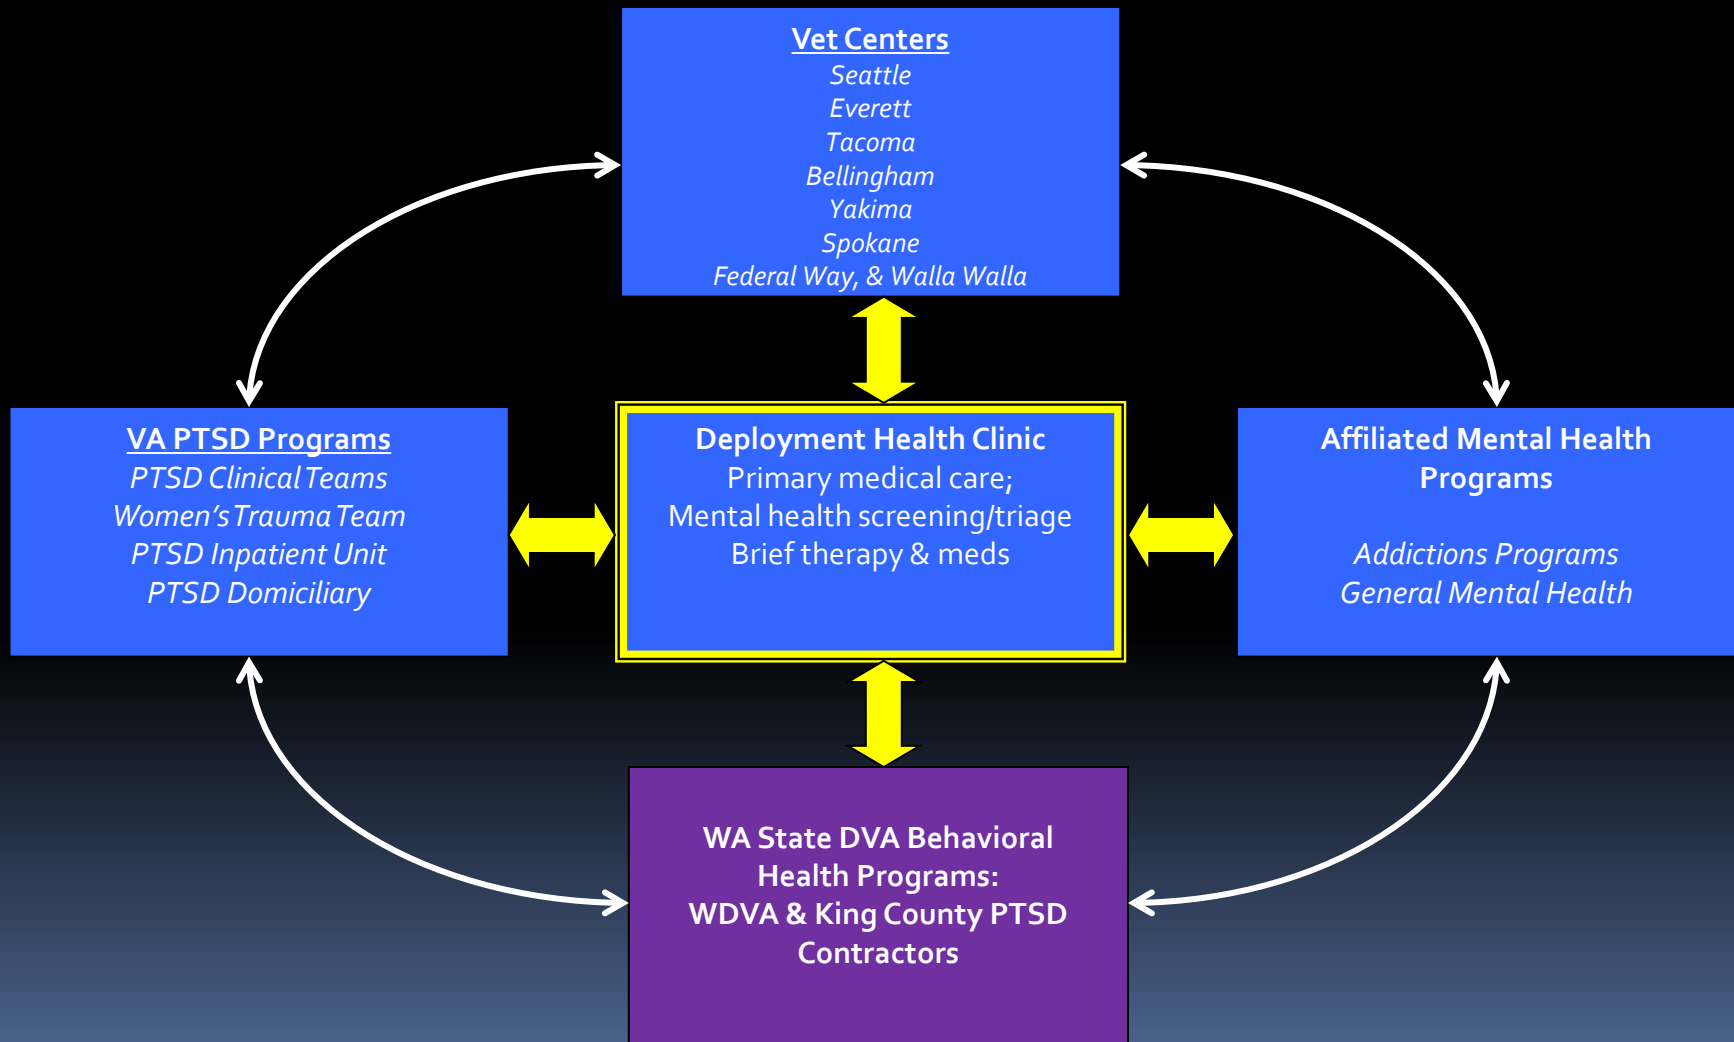 Vet Centers
Seattle
Everett
Tacoma
Bellingham
Yakima
Spokane
Federal Way, & Walla Walla
VA PTSD Programs
PTSD Clinical Teams
Women's Trauma Team
PTSD Inpatient Unit
PTSD Domiciliary
Deployment Health Clinic
Primary medical care;
Mental health screening/triage
Brief therapy & meds
Affiliated Mental Health
Programs
Addictions Programs
General Mental Health
WA State DVA Behavioral
Health Programs:
WDVA & King County PTSD
Contractors